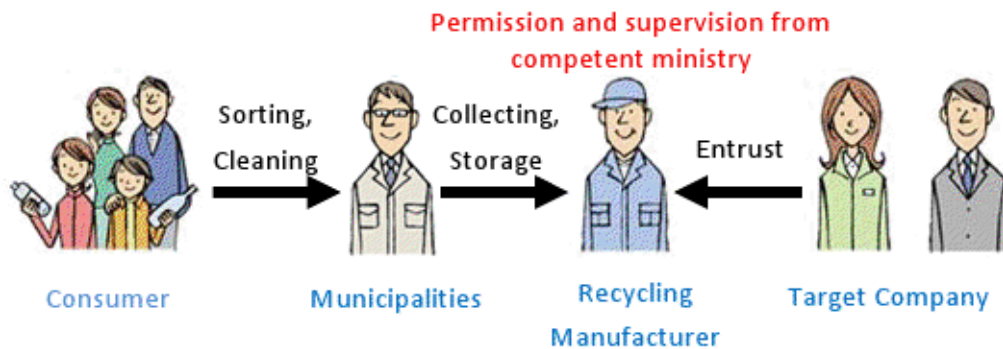 Permission and supervision from
competent ministry
Sorting,
Cleaning
Collecting,
Storage
Entrust
Consumer
Municipalities
Recycling
Manufacturer
Target Company